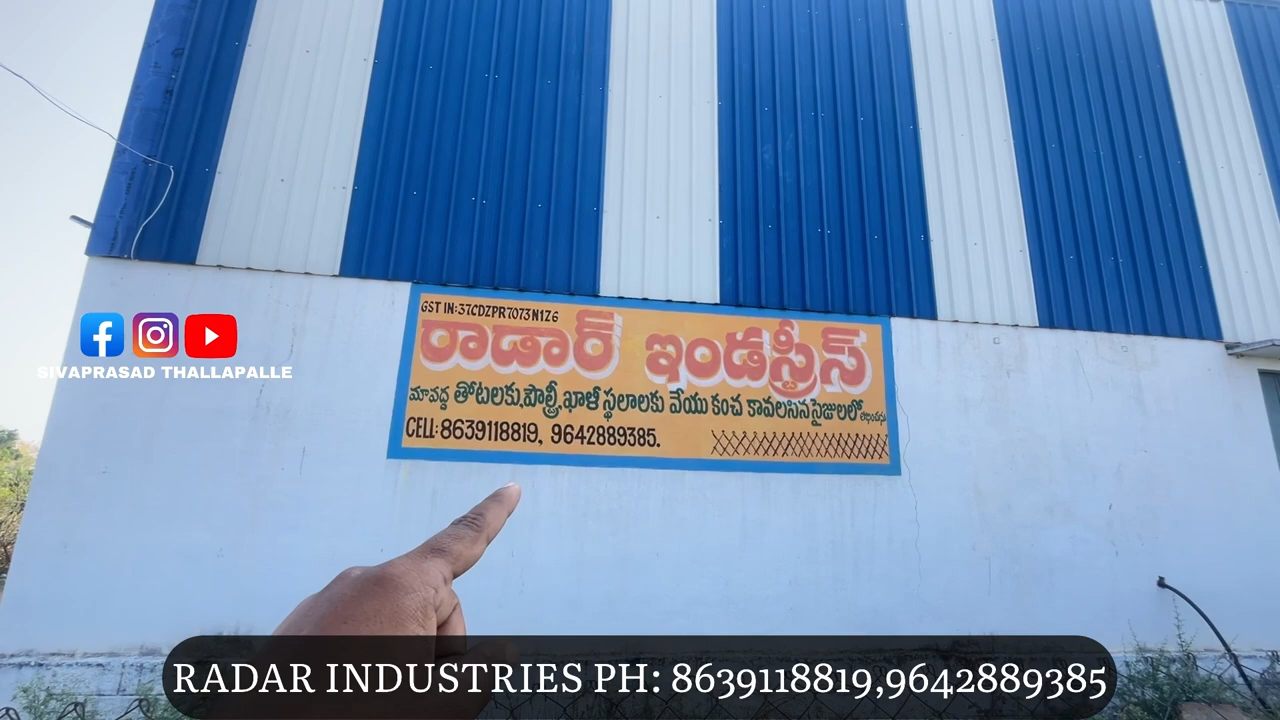 GST IN:37CDZPR7073N1Z6
రాడార్ ఇండస్ట్రీస్
మావద్ద తోటలకు,పౌల్ట్రీ,ఖాళీ స్థలాలకు వేయు కంచ కావలసిన సైజులలో లభించును
CELL:8639118819, 9642889385.
SIVAPRASAD THALLAPALLE
RADAR INDUSTRIES PH: 8639118819,9642889385